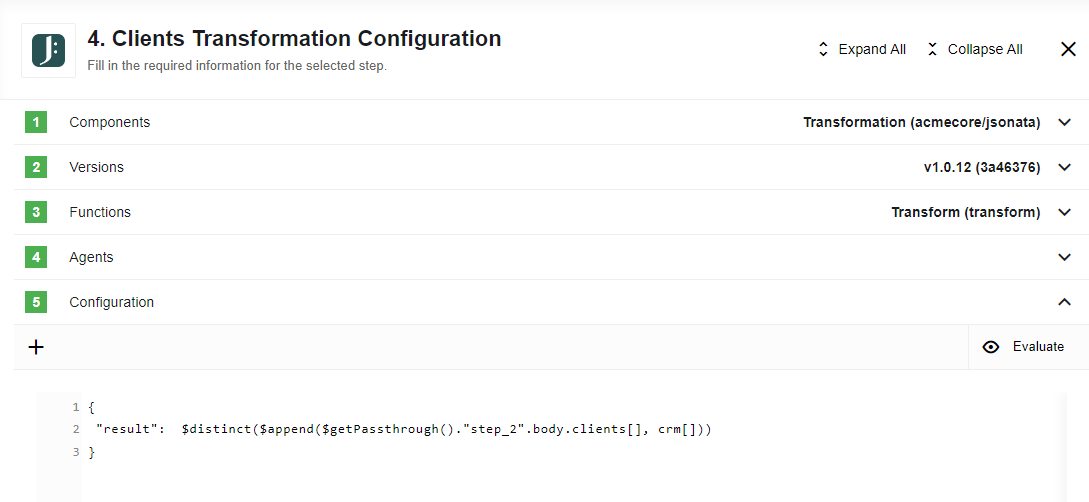 4. Clients Transformation Configuration
Fill in the required information for the selected step.
Expand All
Collapse All
1 Components Transformation (acmecore/jsonata)
2 Versions v1.0.12 (3a46376)
3 Functions Transform (transform)
4 Agents
5 Configuration
+ Evaluate
1 {
2 "result":  $distinct($append($getPassthrough()."step_2".body.clients[], crm[]))
3 }